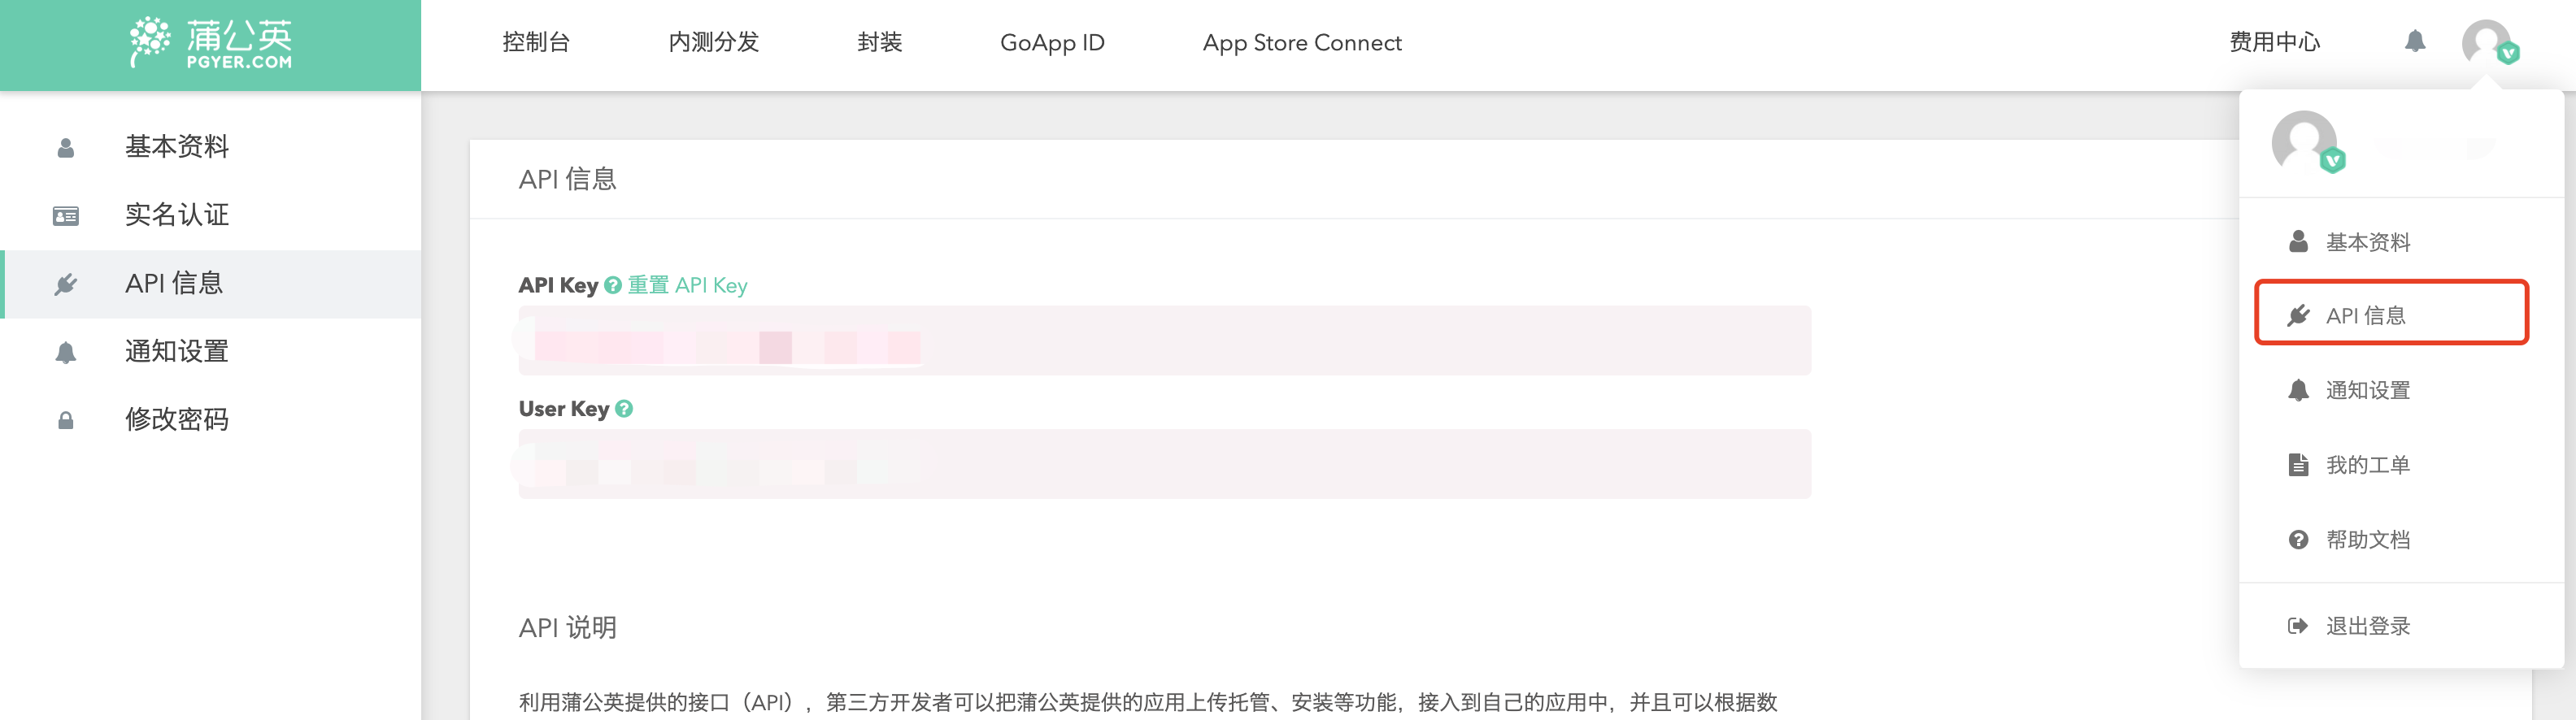 蒲公英
PGYER.COM
控制台
内测分发
封装
GoApp ID
App Store Connect
费用中心
基本资料
实名认证
API 信息
通知设置
修改密码
API 信息
API Key 重置 API Key
User Key
API 说明
利用蒲公英提供的接口（API），第三方开发者可以把蒲公英提供的应用上传托管、安装等功能，接入到自己的应用中，并且可以根据数
基本资料
API 信息
通知设置
我的工单
帮助文档
退出登录